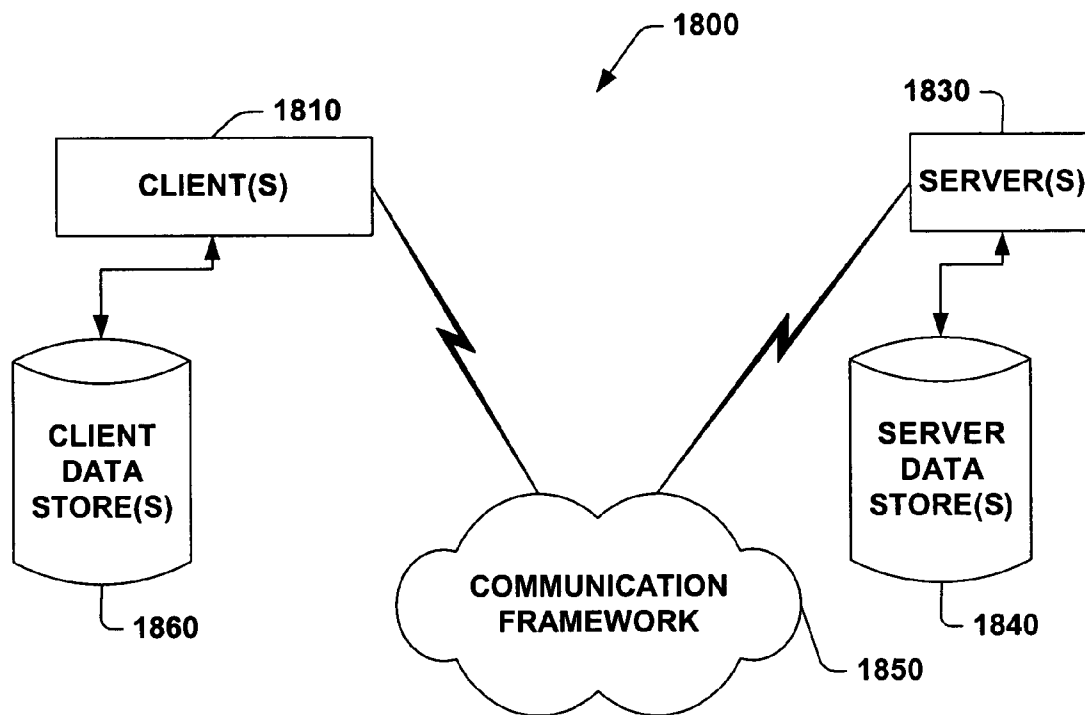 1800
1810
1830
CLIENT(S)
SERVER(S)
CLIENT
DATA
STORE(S)
SERVER
DATA
STORE(S)
COMMUNICATION
FRAMEWORK
1860
1840
1850